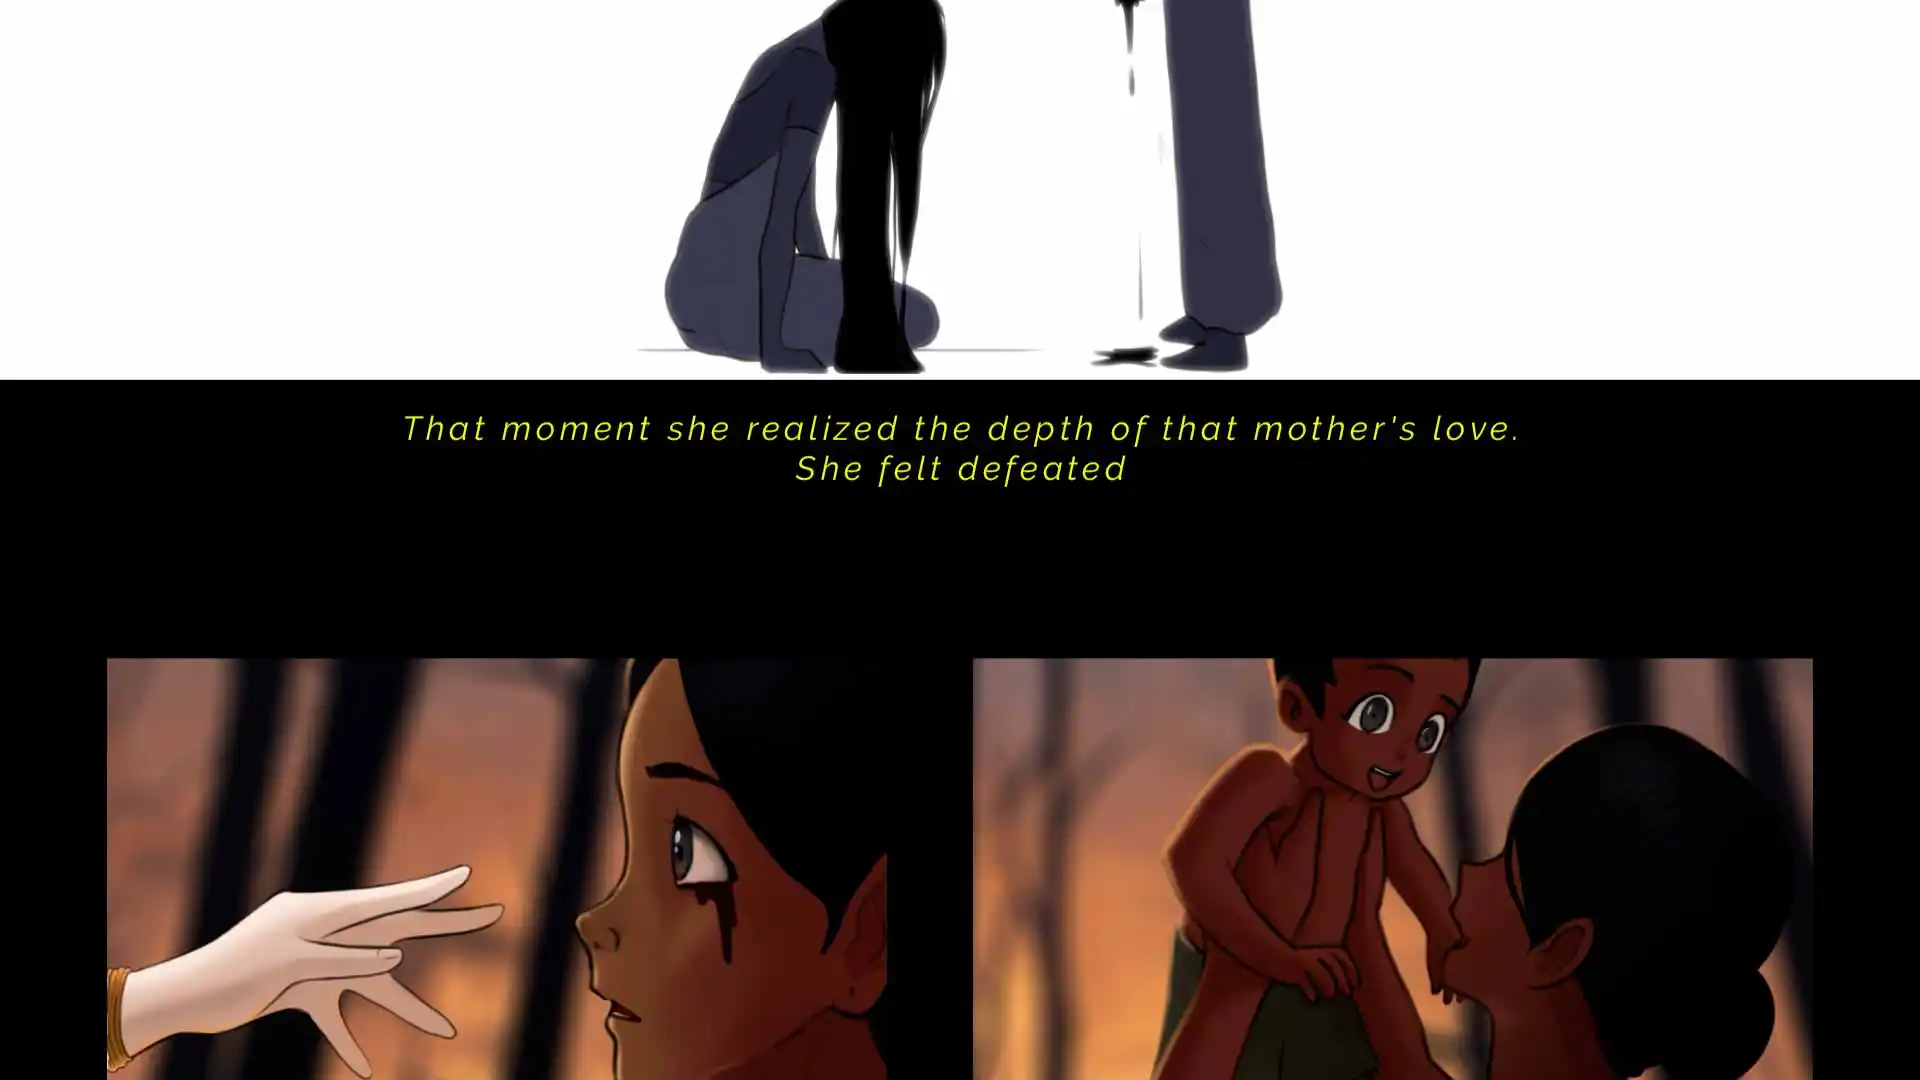 That moment she realized the depth of that mother's love.
She felt defeated